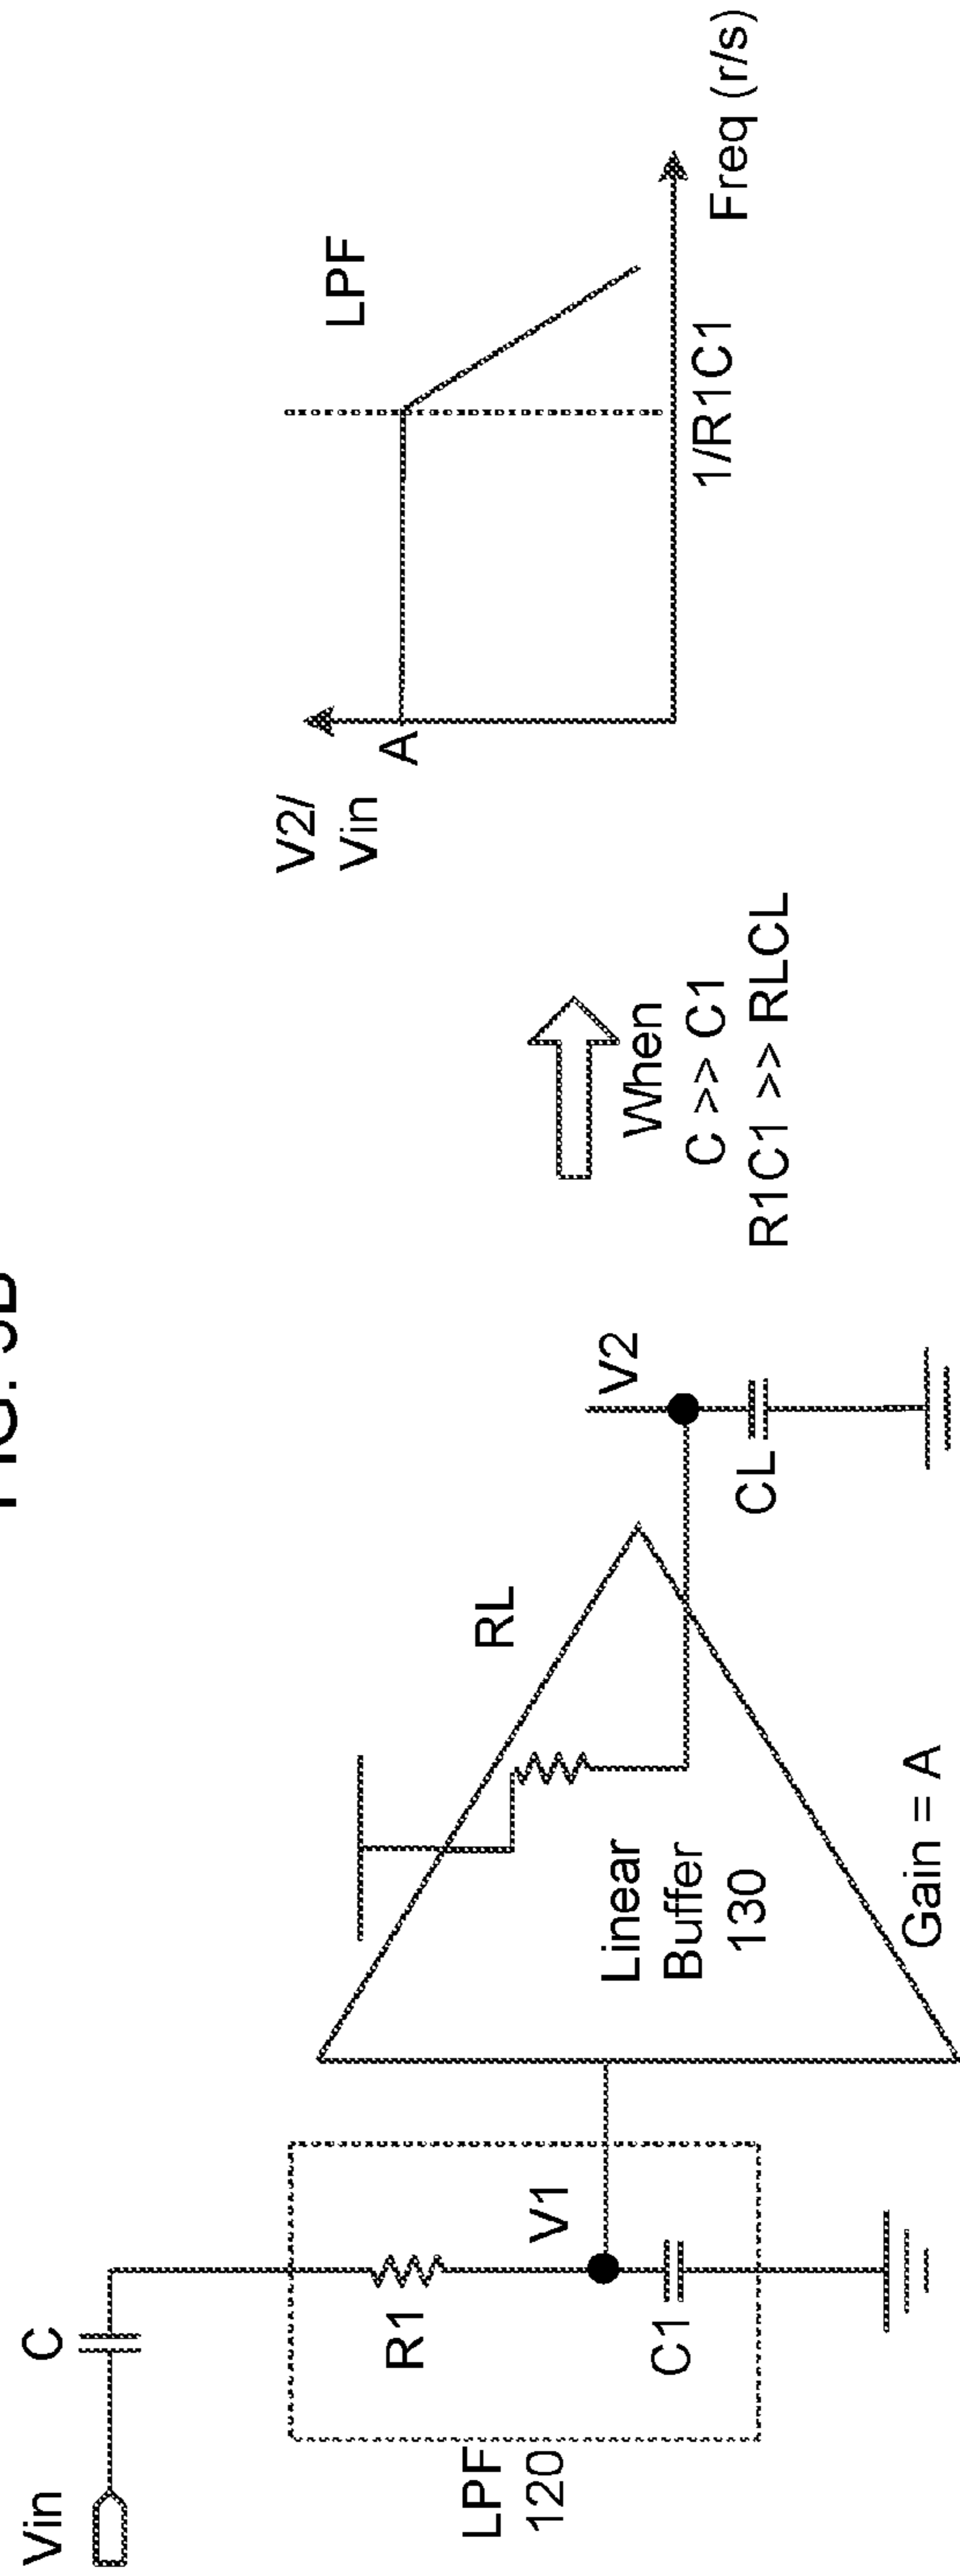 Vin
C
LPF
120
R1
V1
C1
Linear
Buffer
130
RL
Gain = A
V2
CL
When
C >> C1
R1C1 >> RLCL
V2/
Vin
A
LPF
1/R1C1
Freq (r/s)